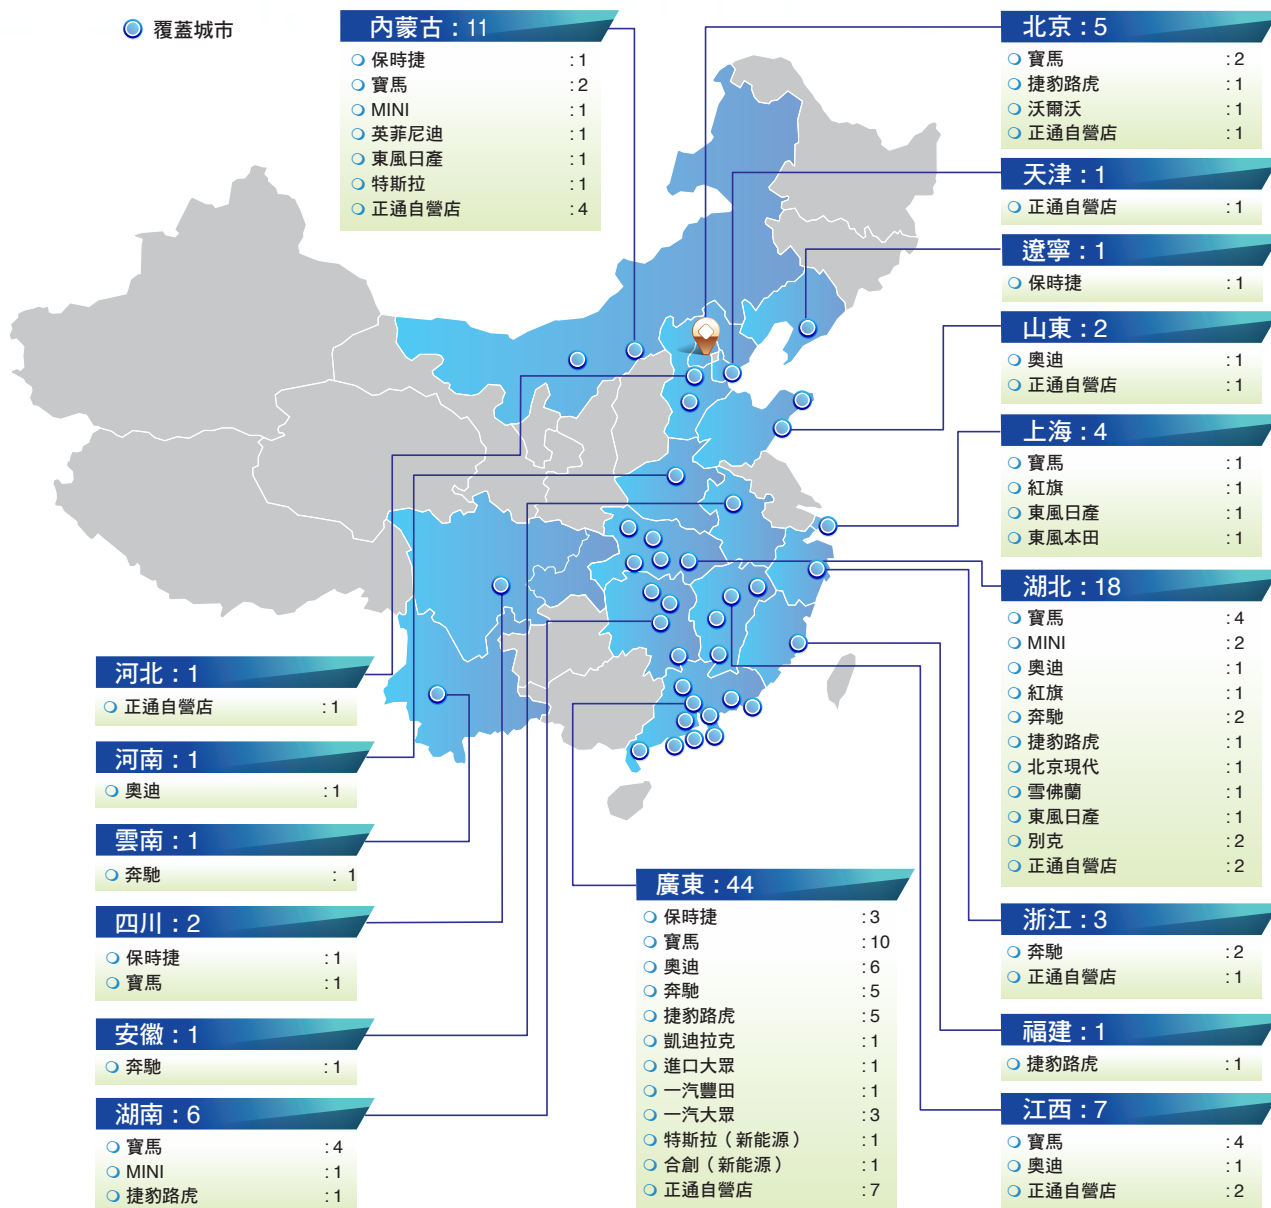 覆蓋城市
內蒙古：11
保時捷 :1
寶馬 :2
MINI :1
英菲尼迪 :1
東風日產 :1
特斯拉 :1
正通自營店 :4
北京：5
寶馬 :2
捷豹路虎 :1
沃爾沃 :1
正通自營店 :1
天津：1
正通自營店 :1
遼寧：1
保時捷 :1
山東：2
奧迪 :1
正通自營店 :1
上海：4
寶馬 :1
紅旗 :1
東風日產 :1
東風本田 :1
湖北：18
寶馬 :4
MINI :2
奧迪 :1
紅旗 :1
奔馳 :2
捷豹路虎 :1
北京現代 :1
雪佛蘭 :1
東風日產 :1
別克 :2
正通自營店 :2
浙江：3
奔馳 :2
正通自營店 :1
福建：1
捷豹路虎 :1
江西：7
寶馬 :4
奧迪 :1
正通自營店 :2
河北：1
正通自營店 :1
河南：1
奧迪 :1
雲南：1
奔馳 : 1
四川：2
保時捷 :1
寶馬 :1
安徽：1
奔馳 :1
湖南：6
寶馬 :4
MINI :1
捷豹路虎 :1
廣東：44
保時捷 :3
寶馬 :10
奧迪 :6
奔馳 :5
捷豹路虎 :5
凱迪拉克 :1
進口大眾 :1
一汽豐田 :1
一汽大眾 :3
特斯拉（新能源） :1
合創（新能源） :1
正通自營店 :7